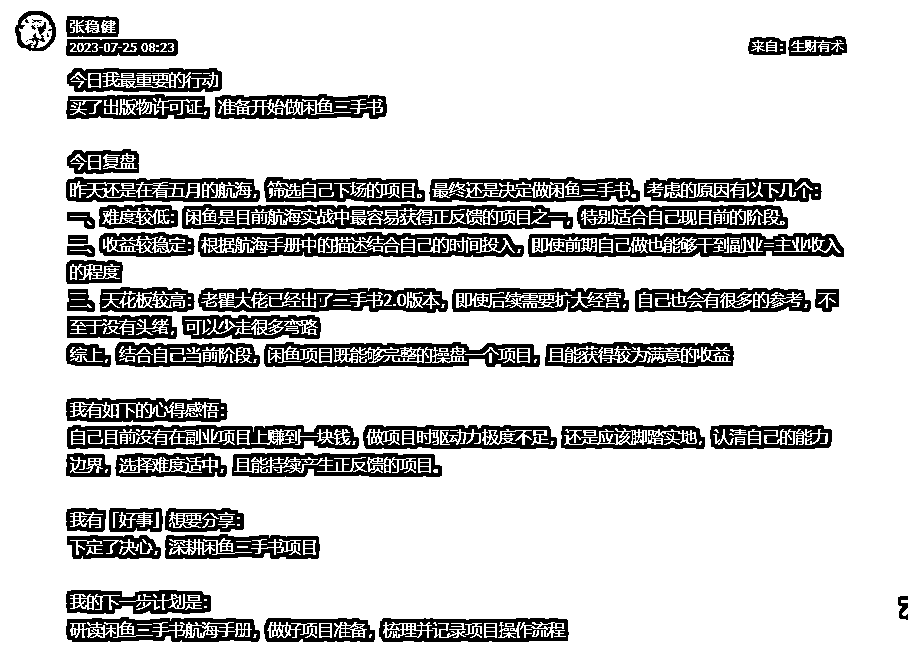 张稳健
2023-07-25 08:23
来自：生财有术
今日我最重要的行动
买了出版物许可证，准备开始做闲鱼三手书
今日复盘
昨天还是在看五月的航海，筛选自己下场的项目。最终还是决定做闲鱼三手书。考虑的原因有以下几个：
一、难度较低：闲鱼是目前航海实战中最容易获得正反馈的项目之一，特别适合自己现目前的阶段。
二、收益较稳定：根据航海手册中的描述结合自己的时间投入，即使前期自己做也能够干到副业=主业收入
的程度
三、天花板较高：老瞿大佬已经出了三手书2.0版本，即使后续需要扩大经营，自己也会有很多的参考，不
至于没有头绪，可以少走很多弯路
综上，结合自己当前阶段，闲鱼项目既能够完整的操盘一个项目，且能获得较为满意的收益
我有如下的心得感悟：
自己目前没有在副业项目上赚到一块钱，做项目时驱动力极度不足，还是应该脚踏实地，认清自己的能力
边界，选择难度适中，且能持续产生正反馈的项目。
我有「好事」想要分享：
下定了决心，深耕闲鱼三手书项目
我的下一步计划是：
研读闲鱼三手书航海手册，做好项目准备，梳理并记录项目操作流程